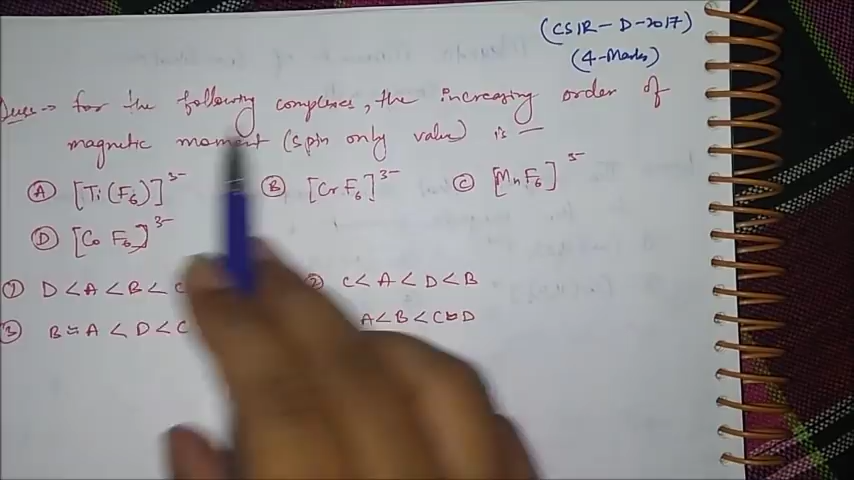 (CSIR - D - 2017)
(4-Marks)
Ques → for the following complexes, the increasing order of
magnetic moment (spin only value) is —
Ⓐ [Ti(F₆)]³⁻ Ⓑ [CrF₆]³⁻ Ⓒ [MnF₆]³⁻
Ⓓ [CoF₆]³⁻
① D<A<B<C ② C<A<D<B
③ B≈A<D<C A<B<C≈D